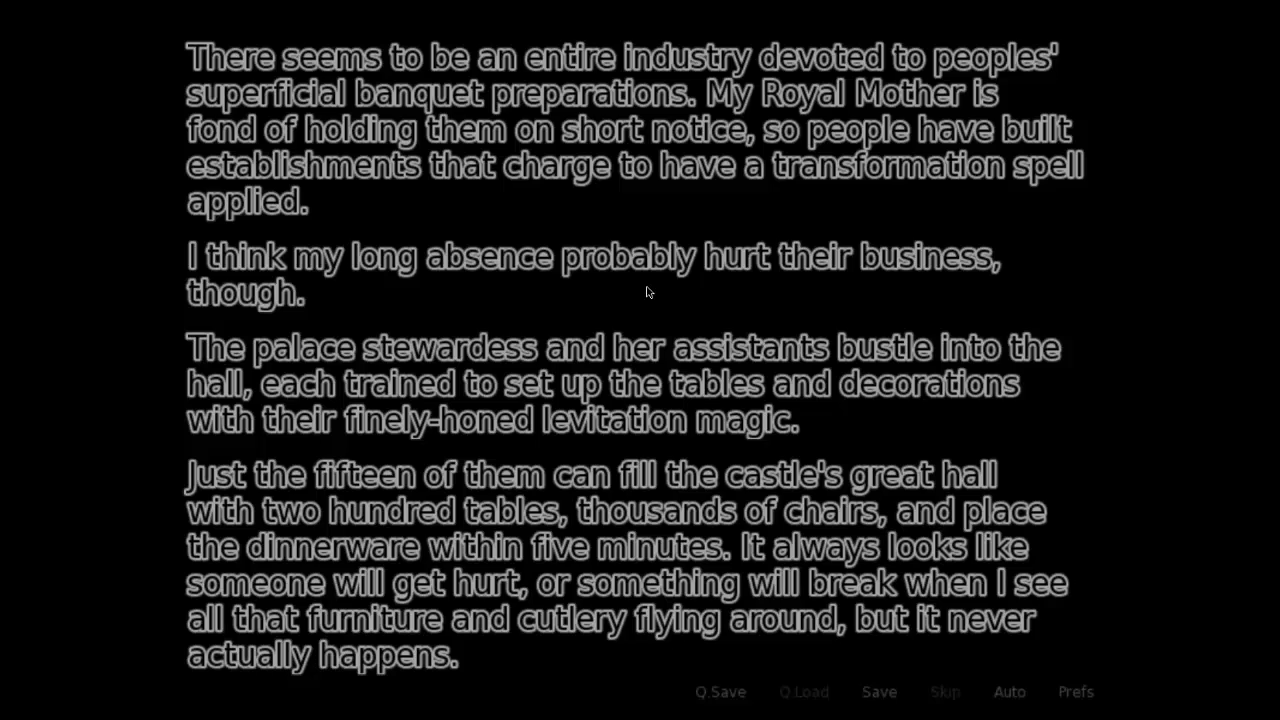 There seems to be an entire industry devoted to peoples'
superficial banquet preparations. My Royal Mother is
fond of holding them on short notice, so people have built
establishments that charge to have a transformation spell
applied.
I think my long absence probably hurt their business,
though.
The palace stewardess and her assistants bustle into the
hall, each trained to set up the tables and decorations
with their finely-honed levitation magic.
Just the fifteen of them can fill the castle's great hall
with two hundred tables, thousands of chairs, and place
the dinnerware within five minutes. It always looks like
someone will get hurt, or something will break when I see
all that furniture and cutlery flying around, but it never
actually happens.
Q.Save Q.Load Save Skip Auto Prefs